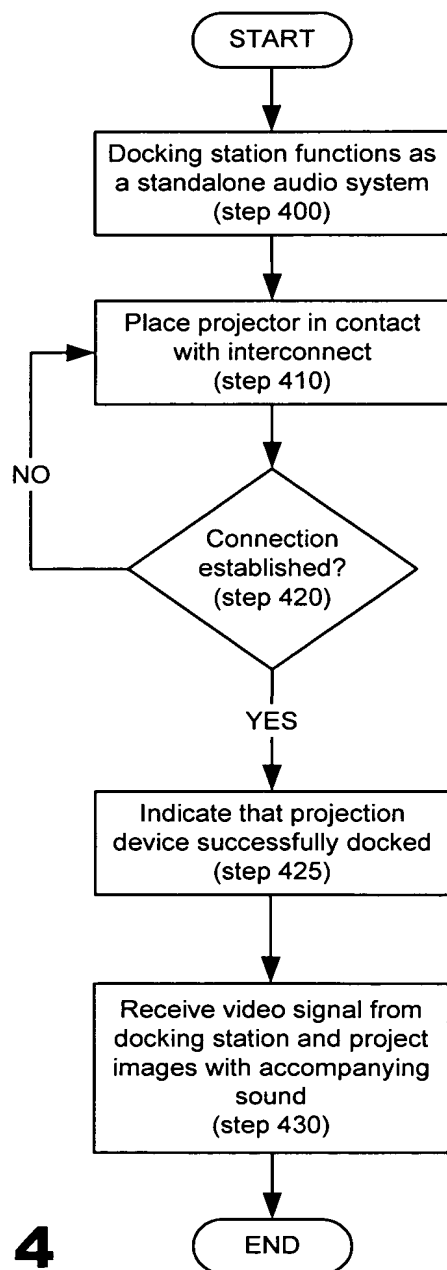 START
Docking station functions as
a standalone audio system
(step 400)
Place projector in contact
with interconnect
(step 410)
NO
Connection
established?
(step 420)
YES
Indicate that projection
device successfully docked
(step 425)
Receive video signal from
docking station and project
images with accompanying
sound
(step 430)
4
END